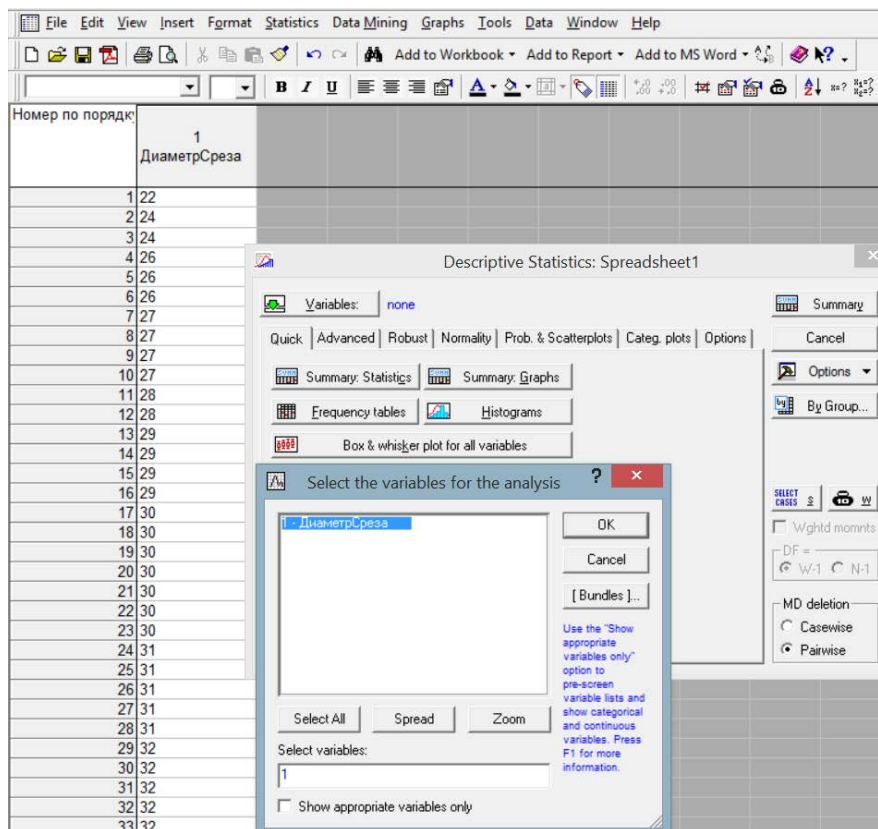 File Edit View Insert Format Statistics Data Mining Graphs Tools Data Window Help
Add to Workbook Add to Report Add to MS Word
B I U
Номер по порядк
1
ДиаметрСреза
1 22
2 24
3 24
4 26
5 26
6 26
7 27
8 27
9 27
10 27
11 28
12 28
13 29
14 29
15 29
16 29
17 30
18 30
19 30
20 30
21 30
22 30
23 30
24 31
25 31
26 31
27 31
28 31
29 32
30 32
31 32
32 32
33 32
Descriptive Statistics: Spreadsheet1
Variables: none
Summary
Quick Advanced Robust Normality Prob. & Scatterplots Categ. plots Options
Cancel
Summary: Statistics Summary: Graphs
Options
Frequency tables Histograms
By Group...
Box & whisker plot for all variables
SELECT CASES S W
Wghtd momnts
DF =
W-1 N-1
MD deletion
Casewise
Pairwise
Select the variables for the analysis ?
1 - ДиаметрСреза
OK
Cancel
[ Bundles ]...
Use the "Show
appropriate
variables only"
option to
pre-screen
variable lists and
show categorical
and continuous
variables. Press
F1 for more
information.
Select All Spread Zoom
Select variables:
1
Show appropriate variables only